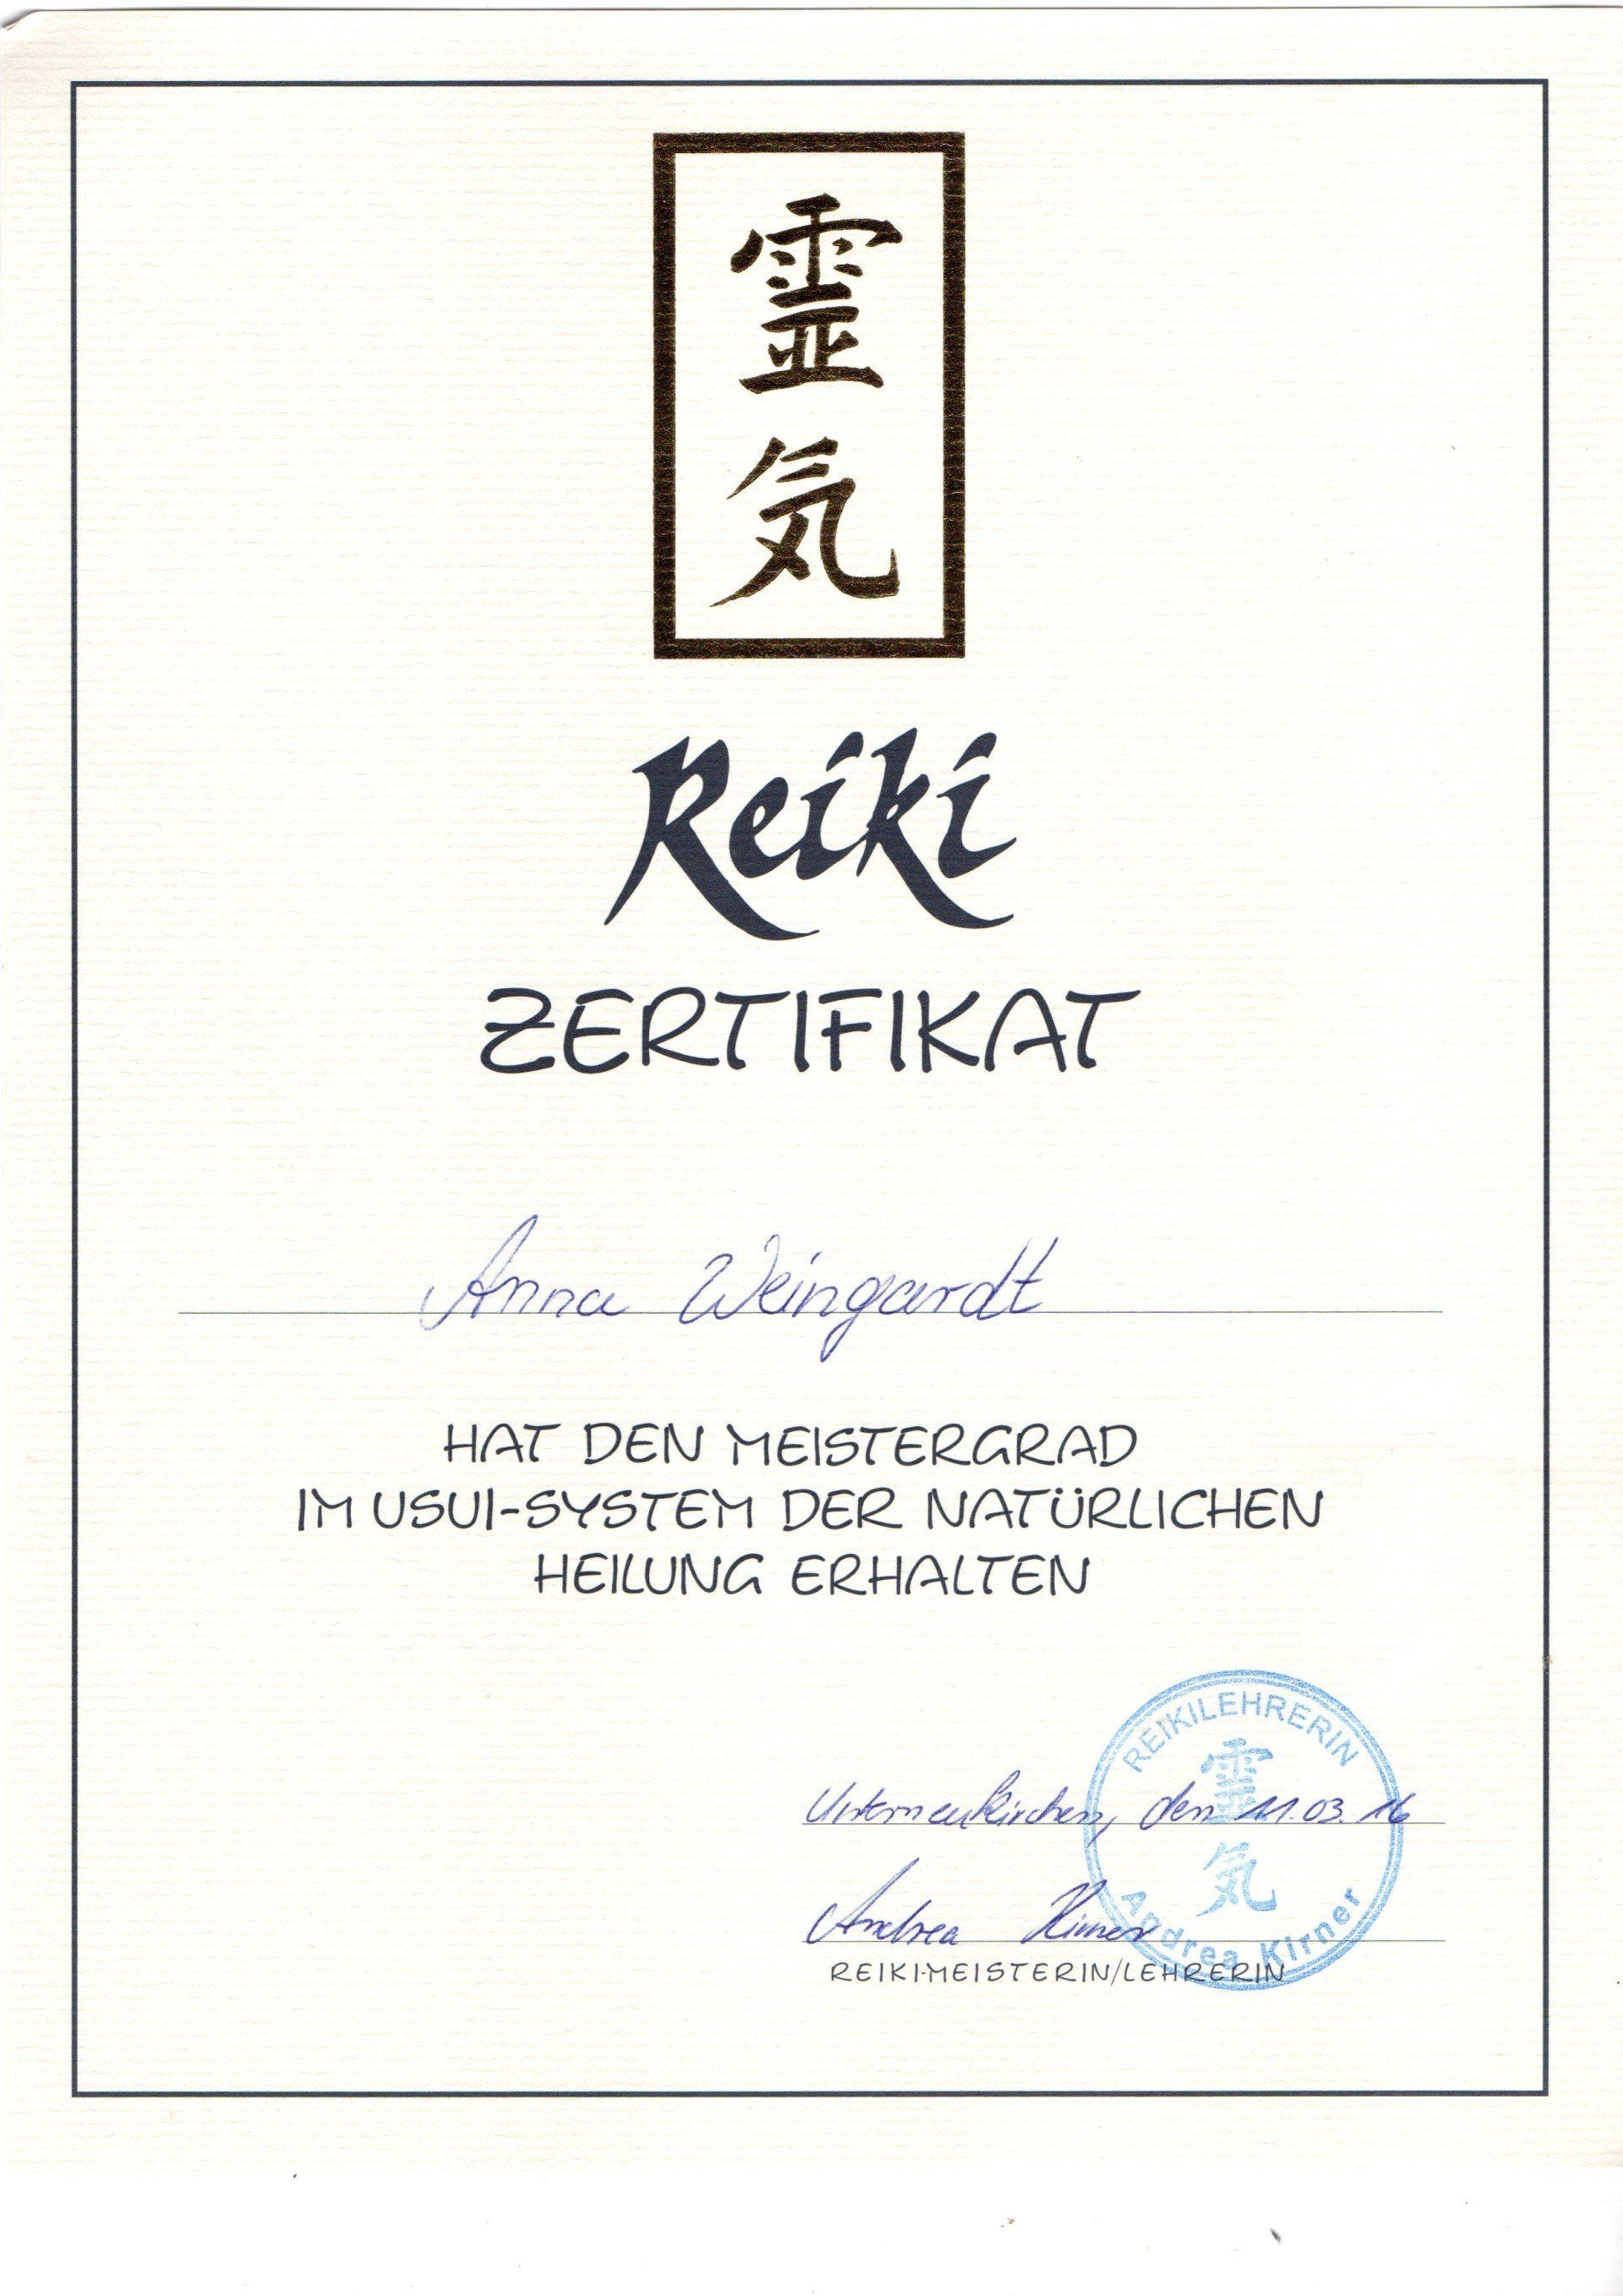 霊
気
Reiki
ZERTIFIKAT
Anna Weingardt
HAT DEN MEISTERGRAD
IM USUI-SYSTEM DER NATÜRLICHEN
HEILUNG ERHALTEN
REIKILEHRERIN
霊
気
Andrea Kirner
Unterneukirchen, den 11.03.16
Andrea Kirner
REIKI-MEISTERIN/LEHRERIN